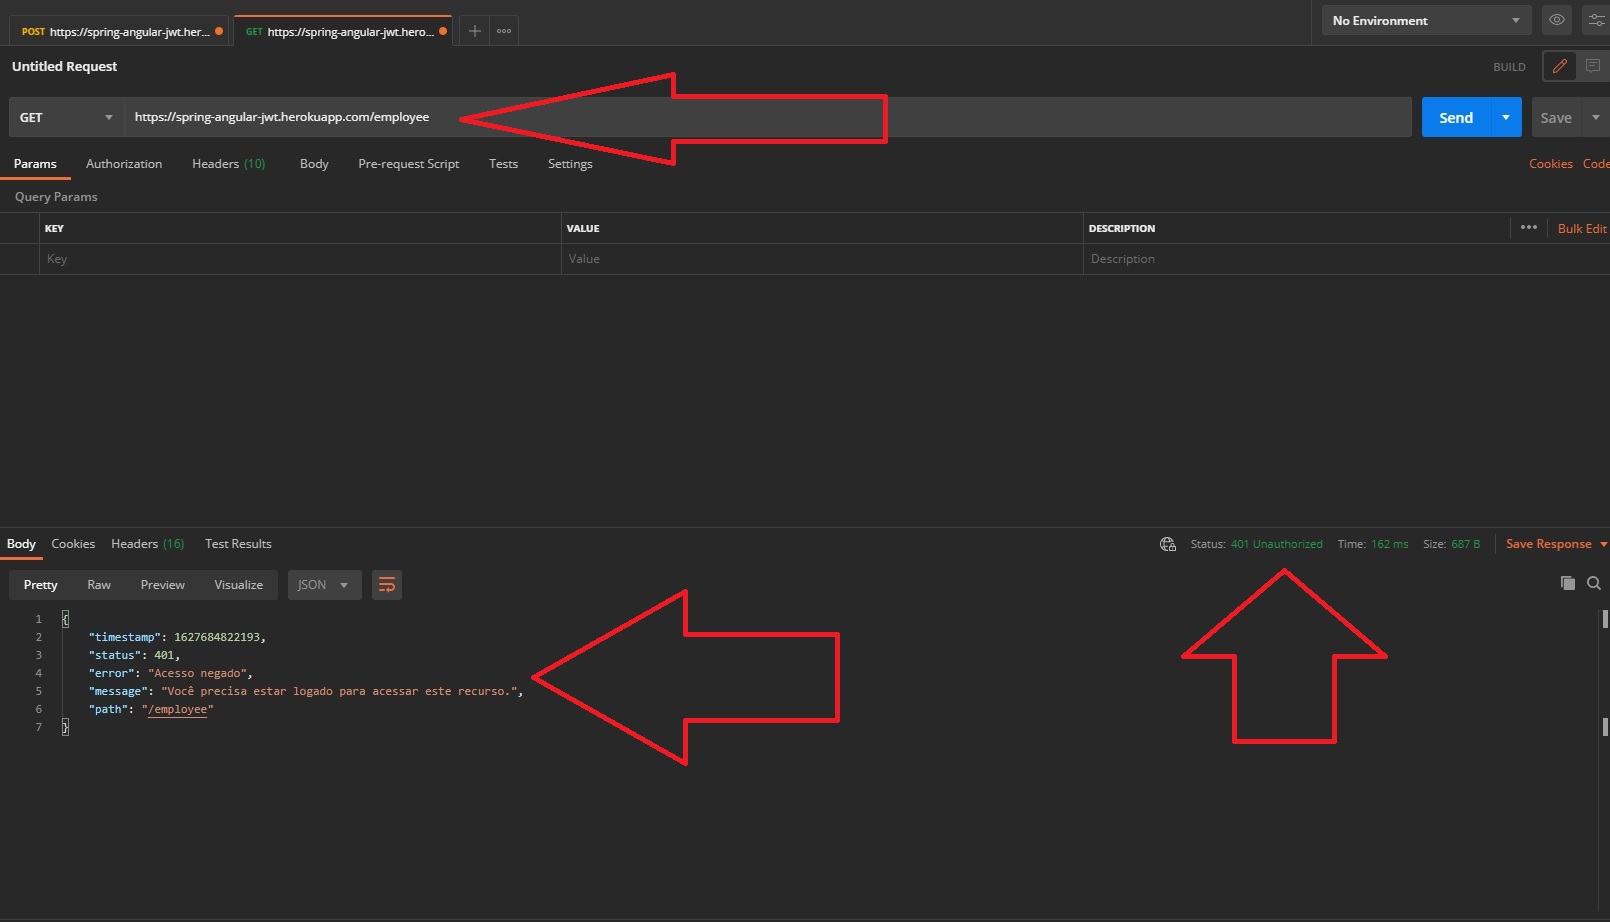 POST https://spring-angular-jwt.her...
GET https://spring-angular-jwt.hero...
No Environment
Untitled Request
BUILD
GET https://spring-angular-jwt.herokuapp.com/employee
Send
Save
Params Authorization Headers (10) Body Pre-request Script Tests Settings
Cookies Code
Query Params
KEY VALUE DESCRIPTION
Bulk Edit
Key Value Description
Body Cookies Headers (16) Test Results
Status: 401 Unauthorized Time: 162 ms Size: 687 B
Save Response
Pretty Raw Preview Visualize JSON
1 {
2 "timestamp": 1627684822193,
3 "status": 401,
4 "error": "Acesso negado",
5 "message": "Você precisa estar logado para acessar este recurso.",
6 "path": "/employee"
7 }